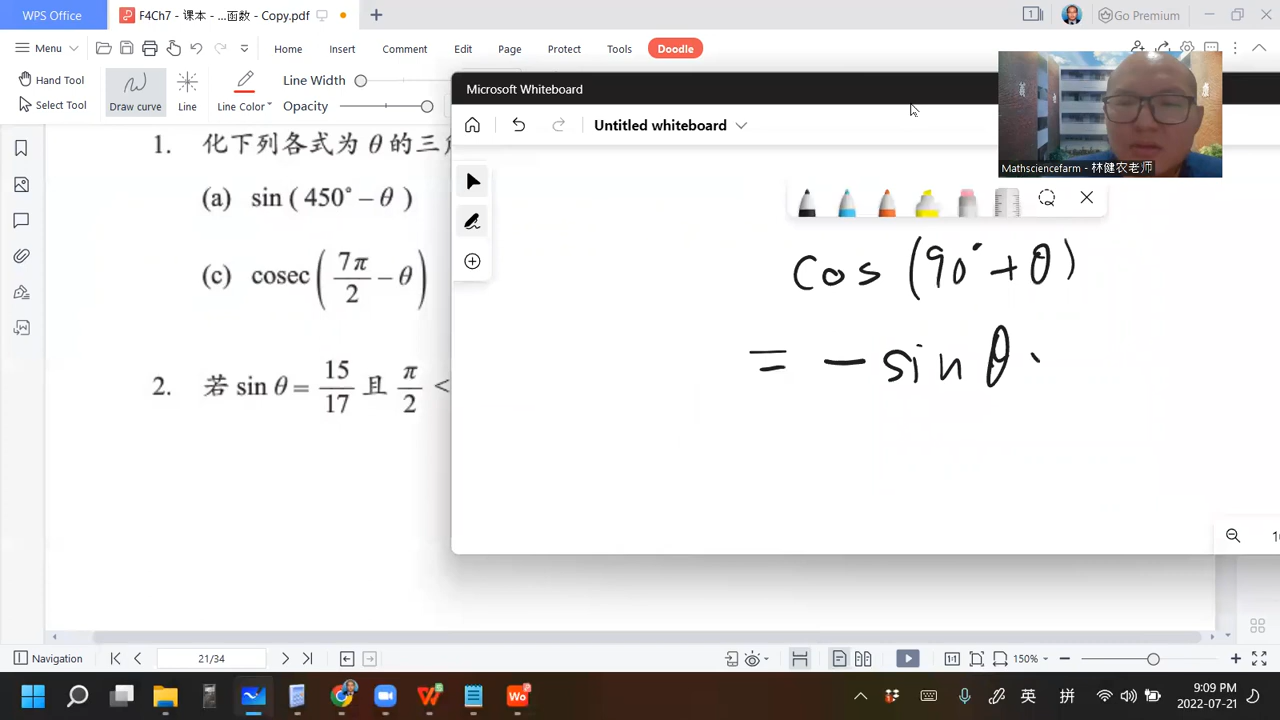 WPS Office
F4Ch7 - 课本 - ...函数 - Copy.pdf
1
Go Premium
Menu
Home
Insert
Comment
Edit
Page
Protect
Tools
Doodle
Hand Tool
Select Tool
Draw curve
Line
Line Color
Line Width
Opacity
Microsoft Whiteboard
Untitled whiteboard
Mathsciencefarm - 林健农老师
1. 化下列各式为 θ 的三
(a) sin ( 450° − θ )
(c) cosec ( 7π/2 − θ )
2. 若 sin θ = 15/17 且 π/2 <
cos (90° + θ)
= − sin θ .
Navigation
21/34
150%
英
拼
9:09 PM
2022-07-21